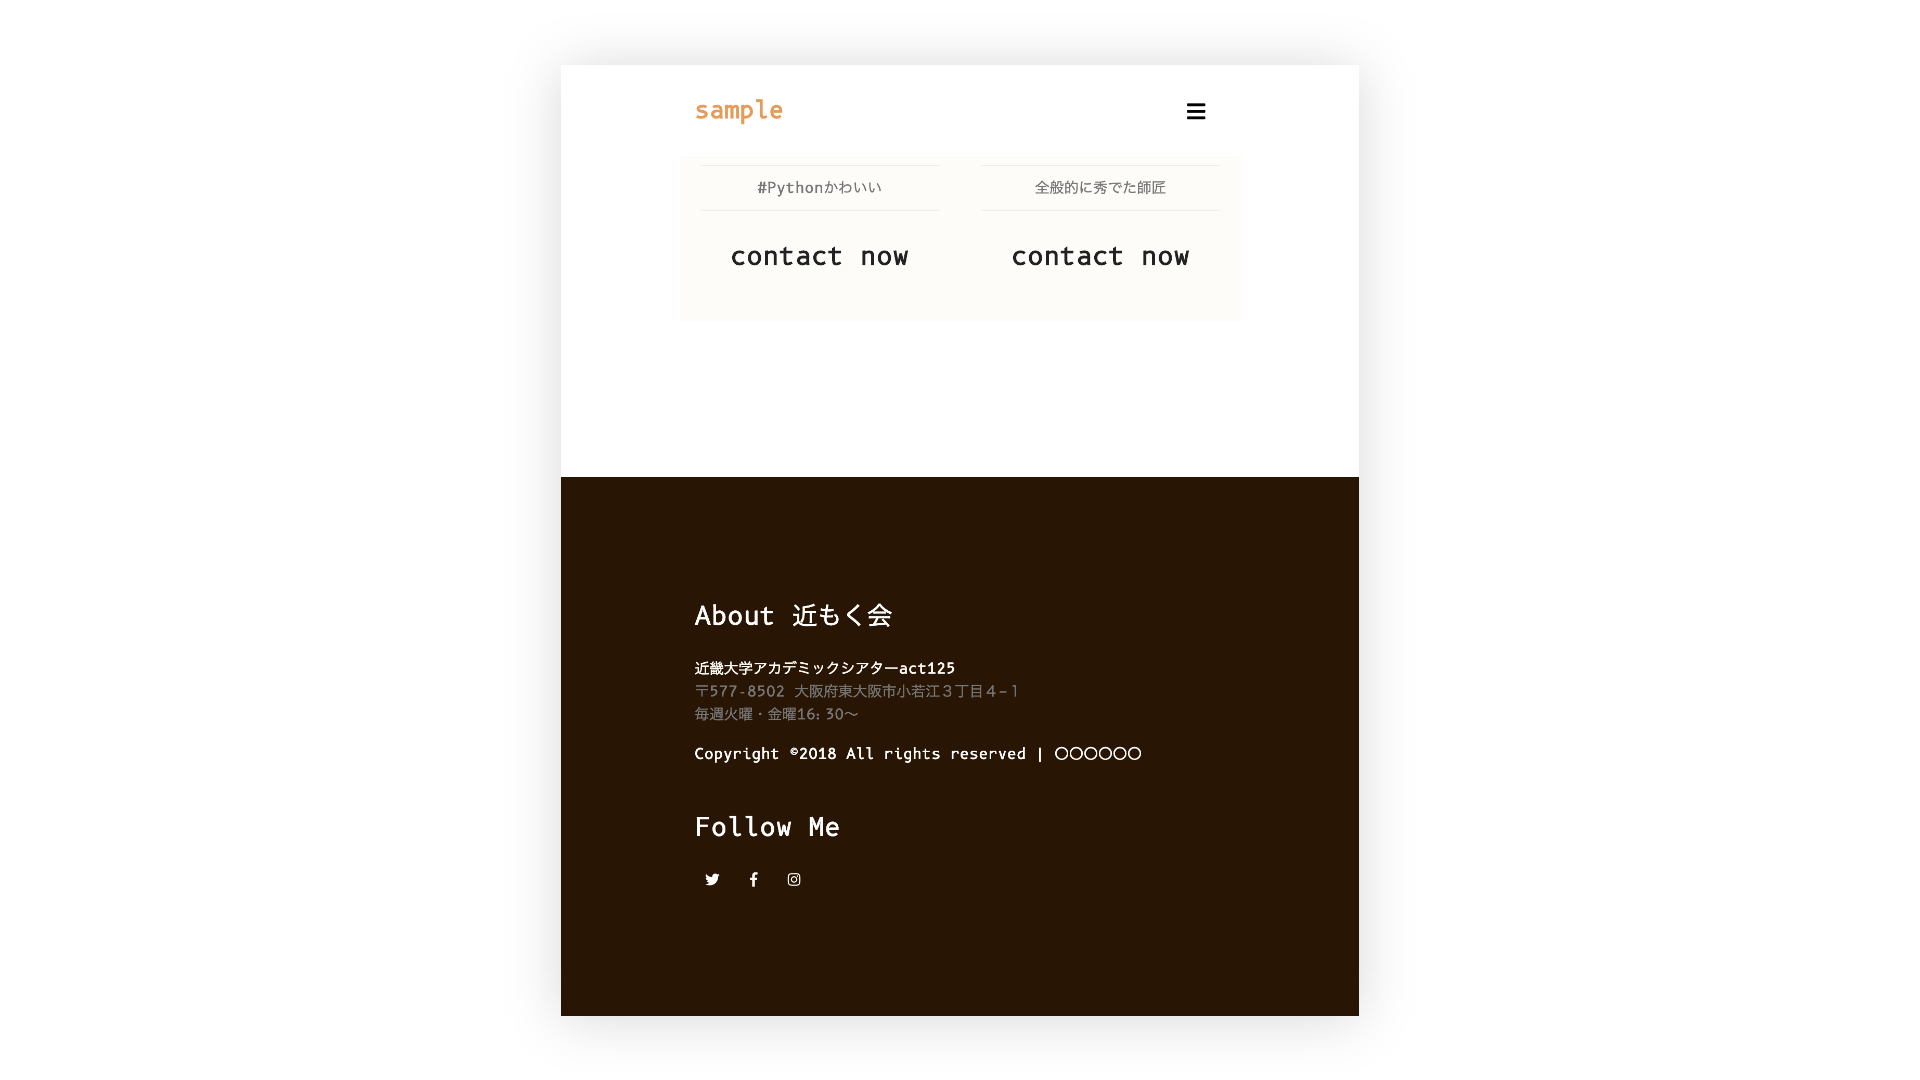 sample
#Pythonかわいい
全般的に秀でた師匠
contact now
contact now
About 近もく会
近畿大学アカデミックシアターact125
〒577-8502 大阪府東大阪市小若江３丁目４−１
毎週火曜・金曜16:30〜
Copyright ©2018 All rights reserved | 〇〇〇〇〇〇
Follow Me